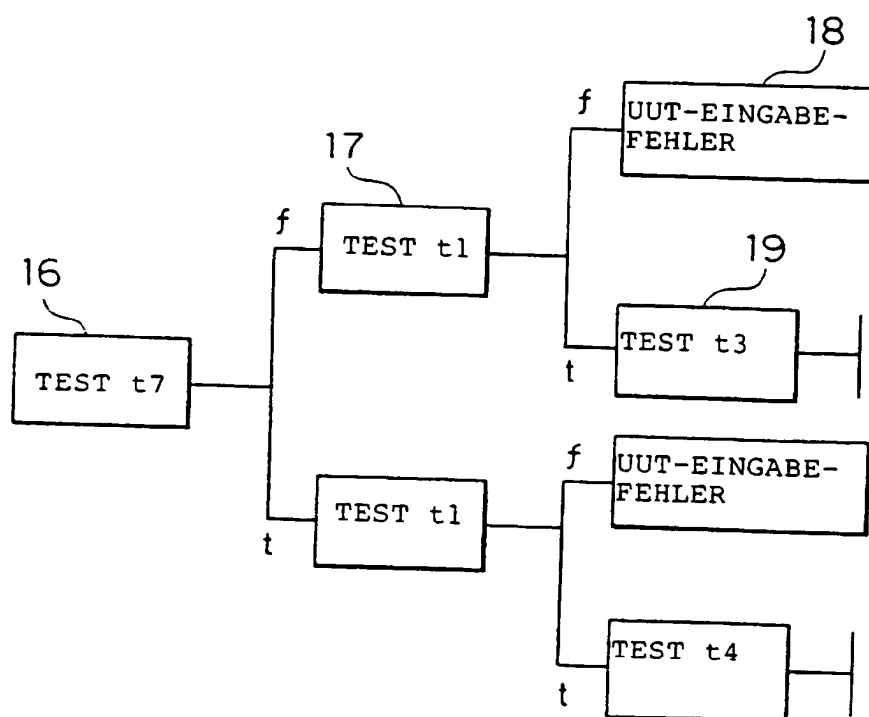 18
f
UUT-EINGABE-
FEHLER
17
f
TEST t1
19
16
TEST t3
t
TEST t7
f
UUT-EINGABE-
FEHLER
TEST t1
t
TEST t4
t